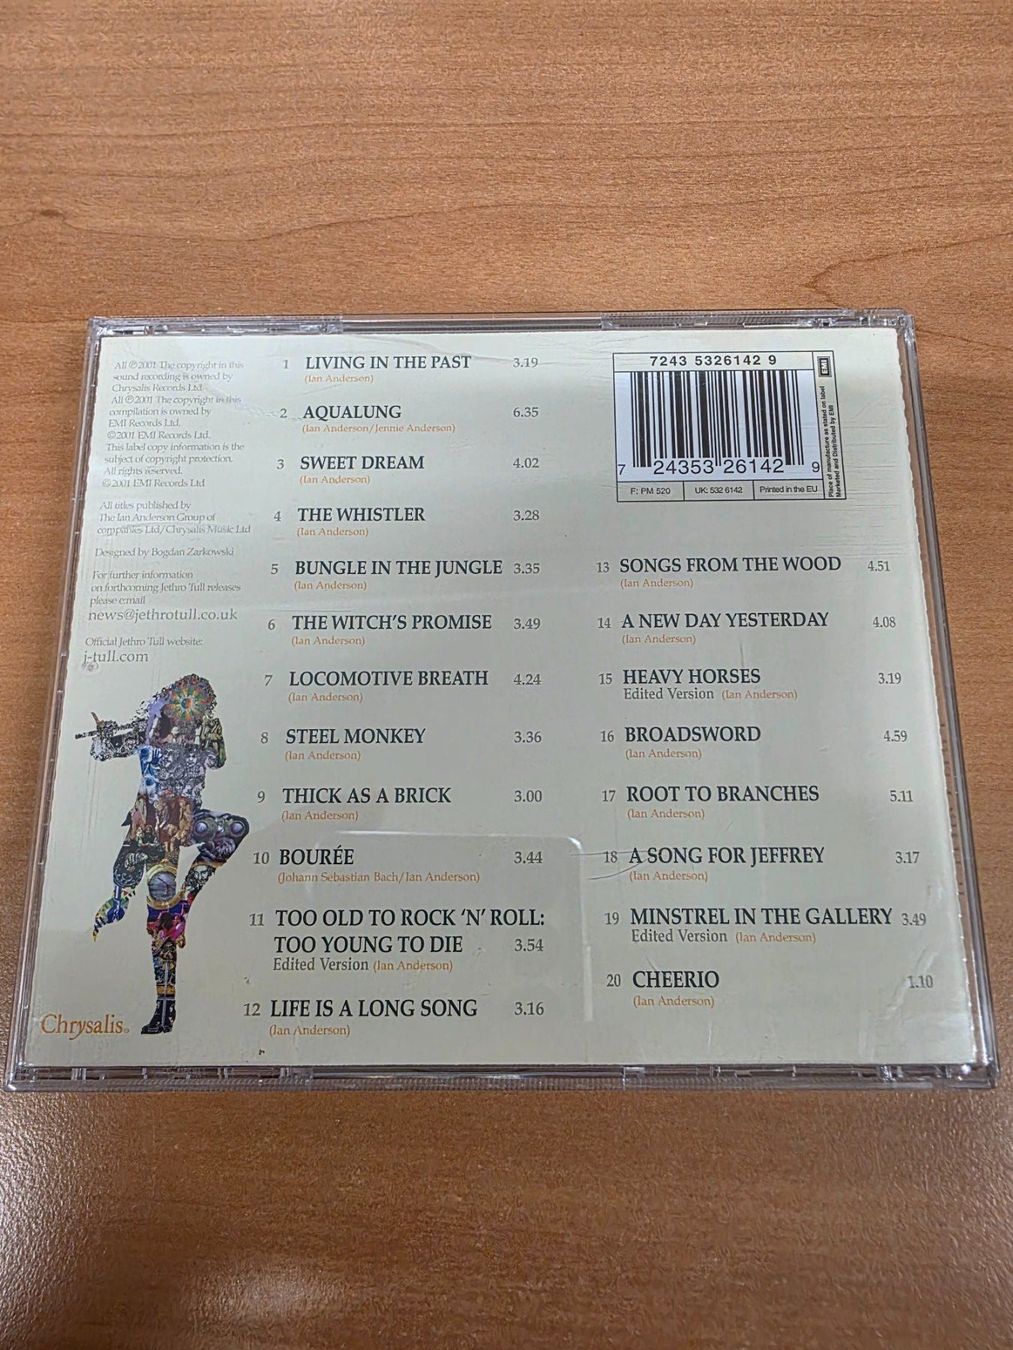 All ℗2001 The copyright in this
sound recording is owned by
Chrysalis Records Ltd.
All ℗2001 The copyright in this
compilation is owned by
EMI Records Ltd.
©2001 EMI Records Ltd.
This label copy information is the
subject of copyright protection.
All rights reserved.
©2001 EMI Records Ltd
All titles published by
The Ian Anderson Group of
companies Ltd/Chrysalis Music Ltd
Designed by Bogdan Zarkowski
For further information
on forthcoming Jethro Tull releases
please e:mail
news@jethrotull.co.uk
Official Jethro Tull website:
j-tull.com
Chrysalis®
1 LIVING IN THE PAST 3.19
(Ian Anderson)
2 AQUALUNG 6.35
(Ian Anderson/Jennie Anderson)
3 SWEET DREAM 4.02
(Ian Anderson)
4 THE WHISTLER 3.28
(Ian Anderson)
5 BUNGLE IN THE JUNGLE 3.35
(Ian Anderson)
6 THE WITCH'S PROMISE 3.49
(Ian Anderson)
7 LOCOMOTIVE BREATH 4.24
(Ian Anderson)
8 STEEL MONKEY 3.36
(Ian Anderson)
9 THICK AS A BRICK 3.00
(Ian Anderson)
10 BOURÉE 3.44
(Johann Sebastian Bach/Ian Anderson)
11 TOO OLD TO ROCK 'N' ROLL:
TOO YOUNG TO DIE 3.54
Edited Version (Ian Anderson)
12 LIFE IS A LONG SONG 3.16
(Ian Anderson)
7243 5326142 9
7 24353 26142 9
F: PM 520 UK: 532 6142 Printed in the EU
EMI
Place of manufacture as stated on label
Marketed and Distributed by EMI
13 SONGS FROM THE WOOD 4.51
(Ian Anderson)
14 A NEW DAY YESTERDAY 4.08
(Ian Anderson)
15 HEAVY HORSES 3.19
Edited Version (Ian Anderson)
16 BROADSWORD 4.59
(Ian Anderson)
17 ROOT TO BRANCHES 5.11
(Ian Anderson)
18 A SONG FOR JEFFREY 3.17
(Ian Anderson)
19 MINSTREL IN THE GALLERY 3.49
Edited Version (Ian Anderson)
20 CHEERIO 1.10
(Ian Anderson)